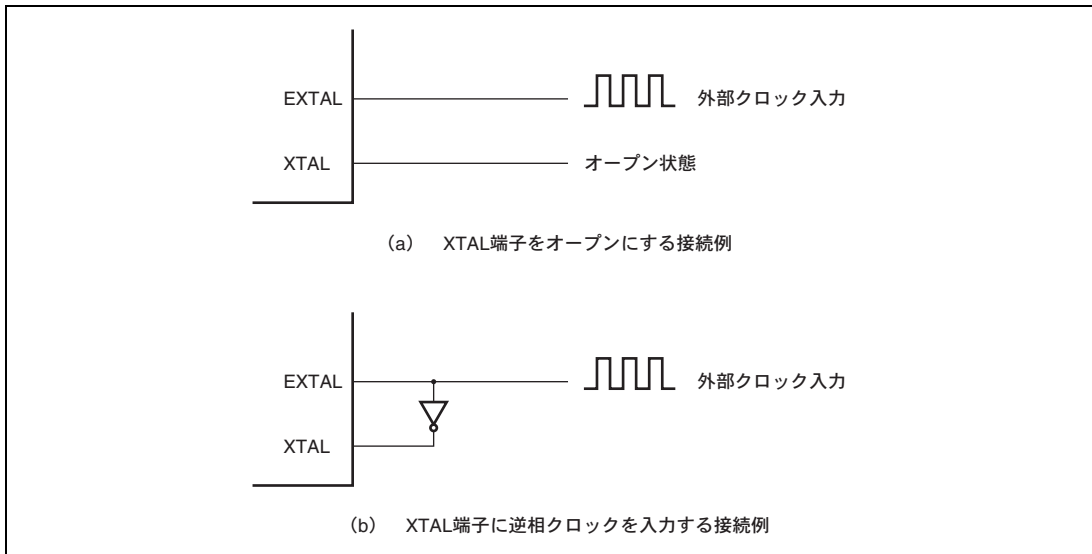 EXTAL 外部クロック入力
XTAL オープン状態
(a) XTAL端子をオープンにする接続例
EXTAL 外部クロック入力
XTAL
(b) XTAL端子に逆相クロックを入力する接続例